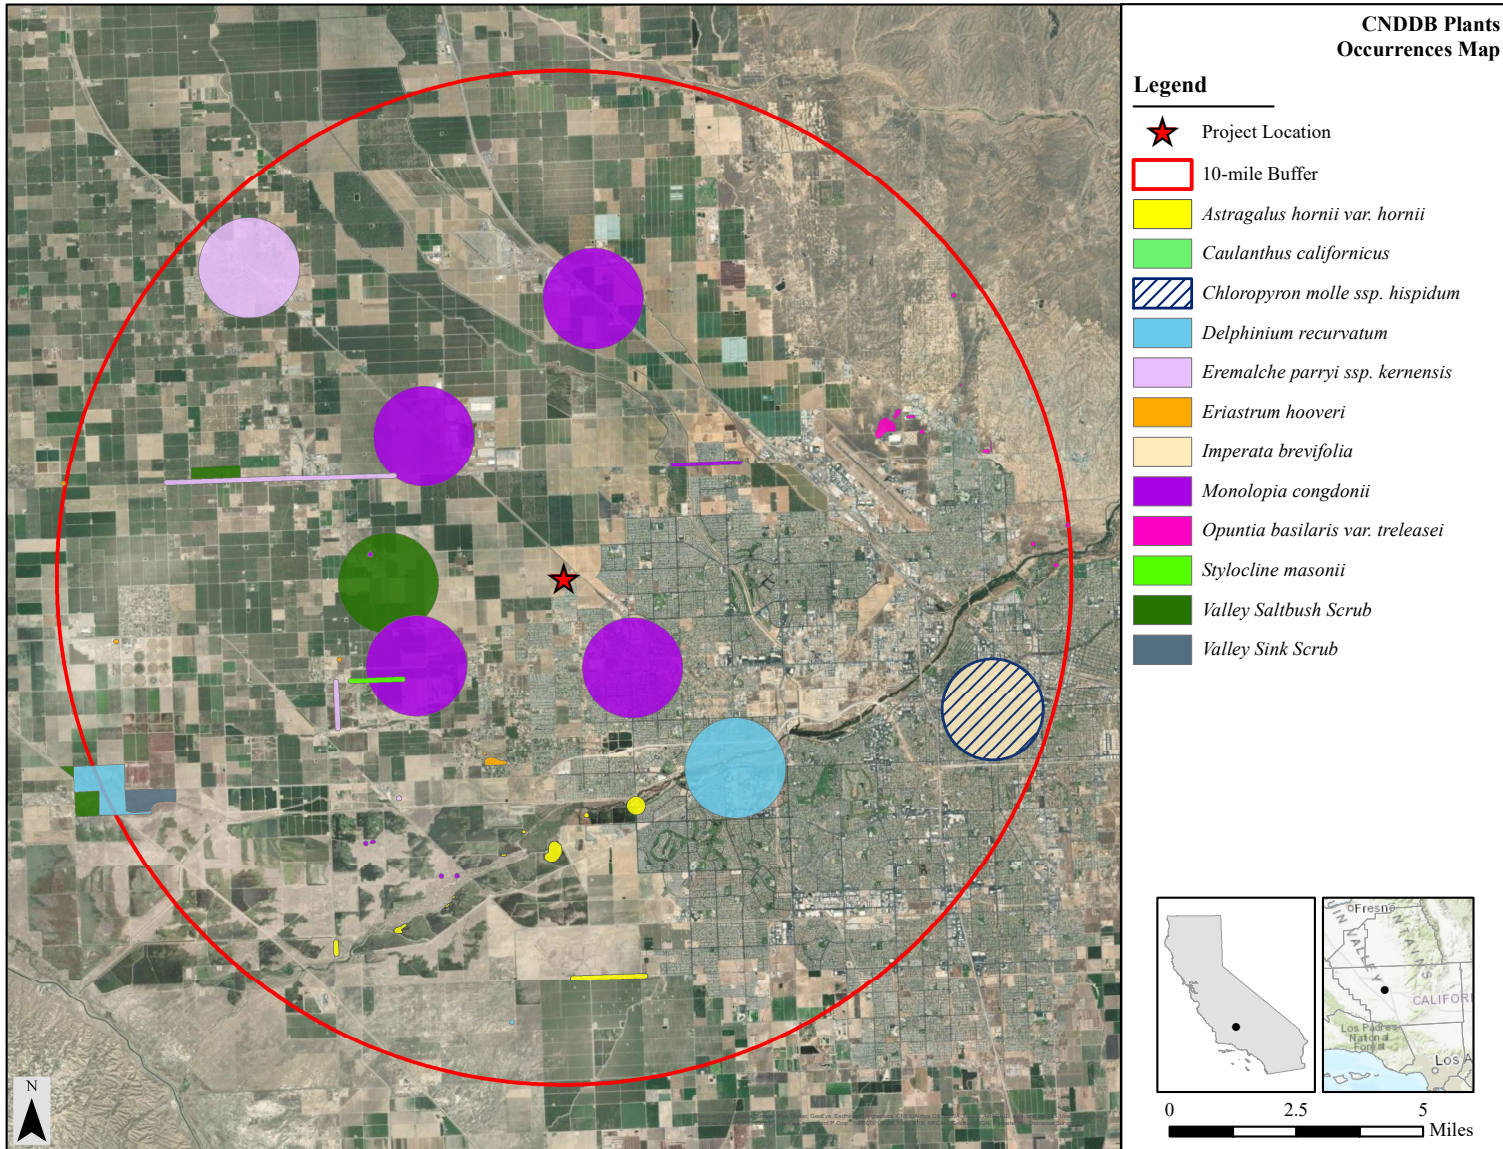 CNDDB Plants
Occurrences Map
Legend
Project Location
10-mile Buffer
Astragalus hornii var. hornii
Caulanthus californicus
Chloropyron molle ssp. hispidum
Delphinium recurvatum
Eremalche parryi ssp. kernensis
Eriastrum hooveri
Imperata brevifolia
Monolopia congdonii
Opuntia basilaris var. treleasei
Stylocline masonii
Valley Saltbush Scrub
Valley Sink Scrub
Fresno
VALLEY
CALIFOR
Los Padres
National
Forest
Los A
0 2.5 5
Miles
N